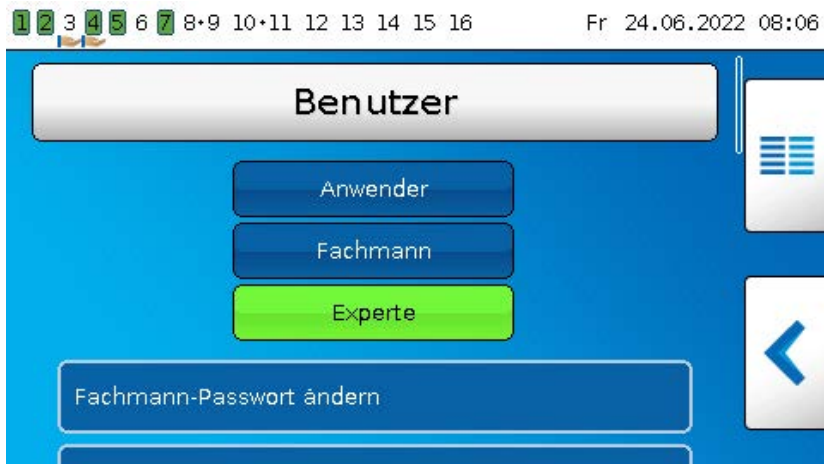 1 2 3 4 5 6 7 8•9 10•11 12 13 14 15 16 Fr 24.06.2022 08:06
Benutzer
Anwender
Fachmann
Experte
Fachmann-Passwort ändern